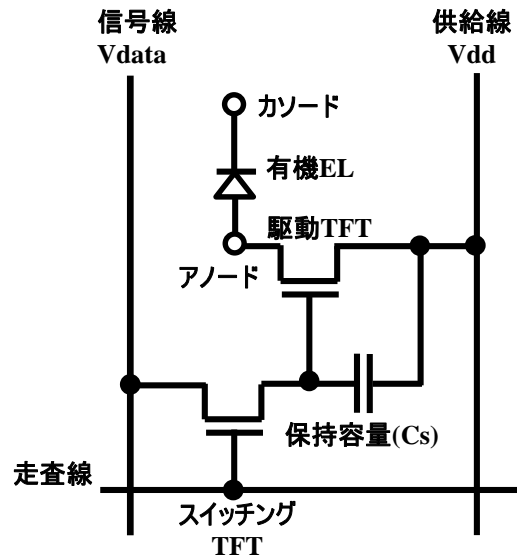 信号線
Vdata
供給線
Vdd
カソード
有機EL
駆動TFT
アノード
保持容量(Cs)
走査線
スイッチング
TFT